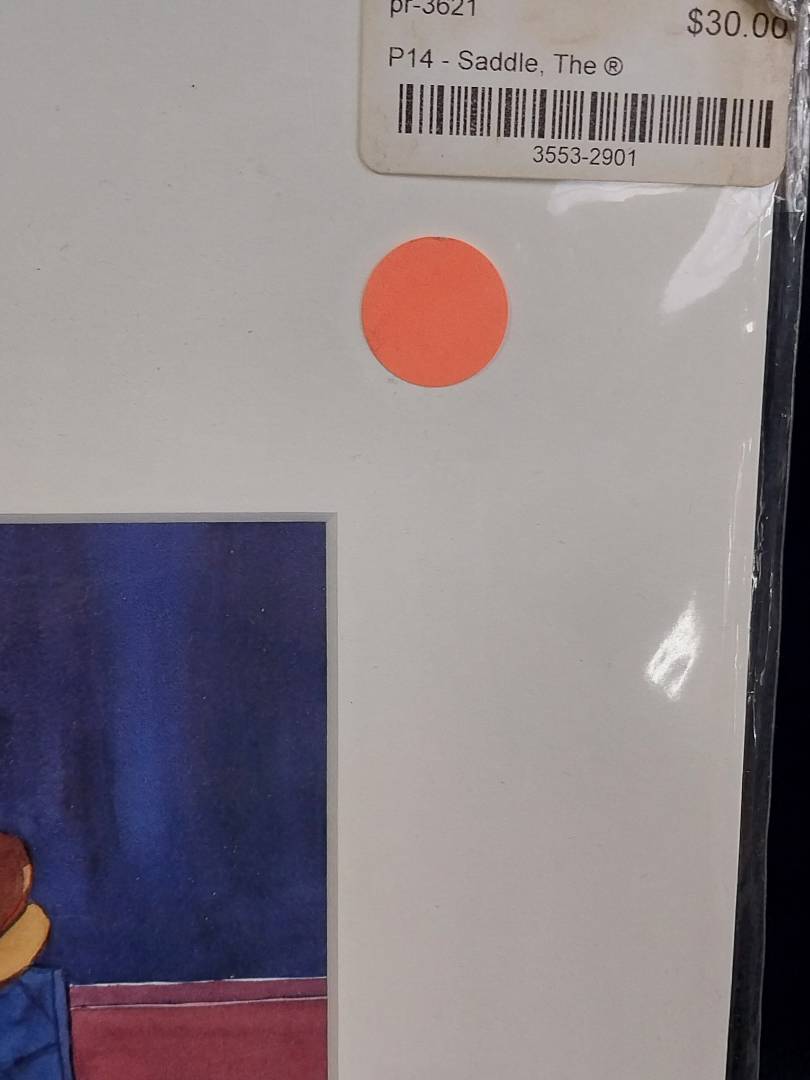 pr-3621
$30.00
P14 - Saddle, The ®
3553-2901